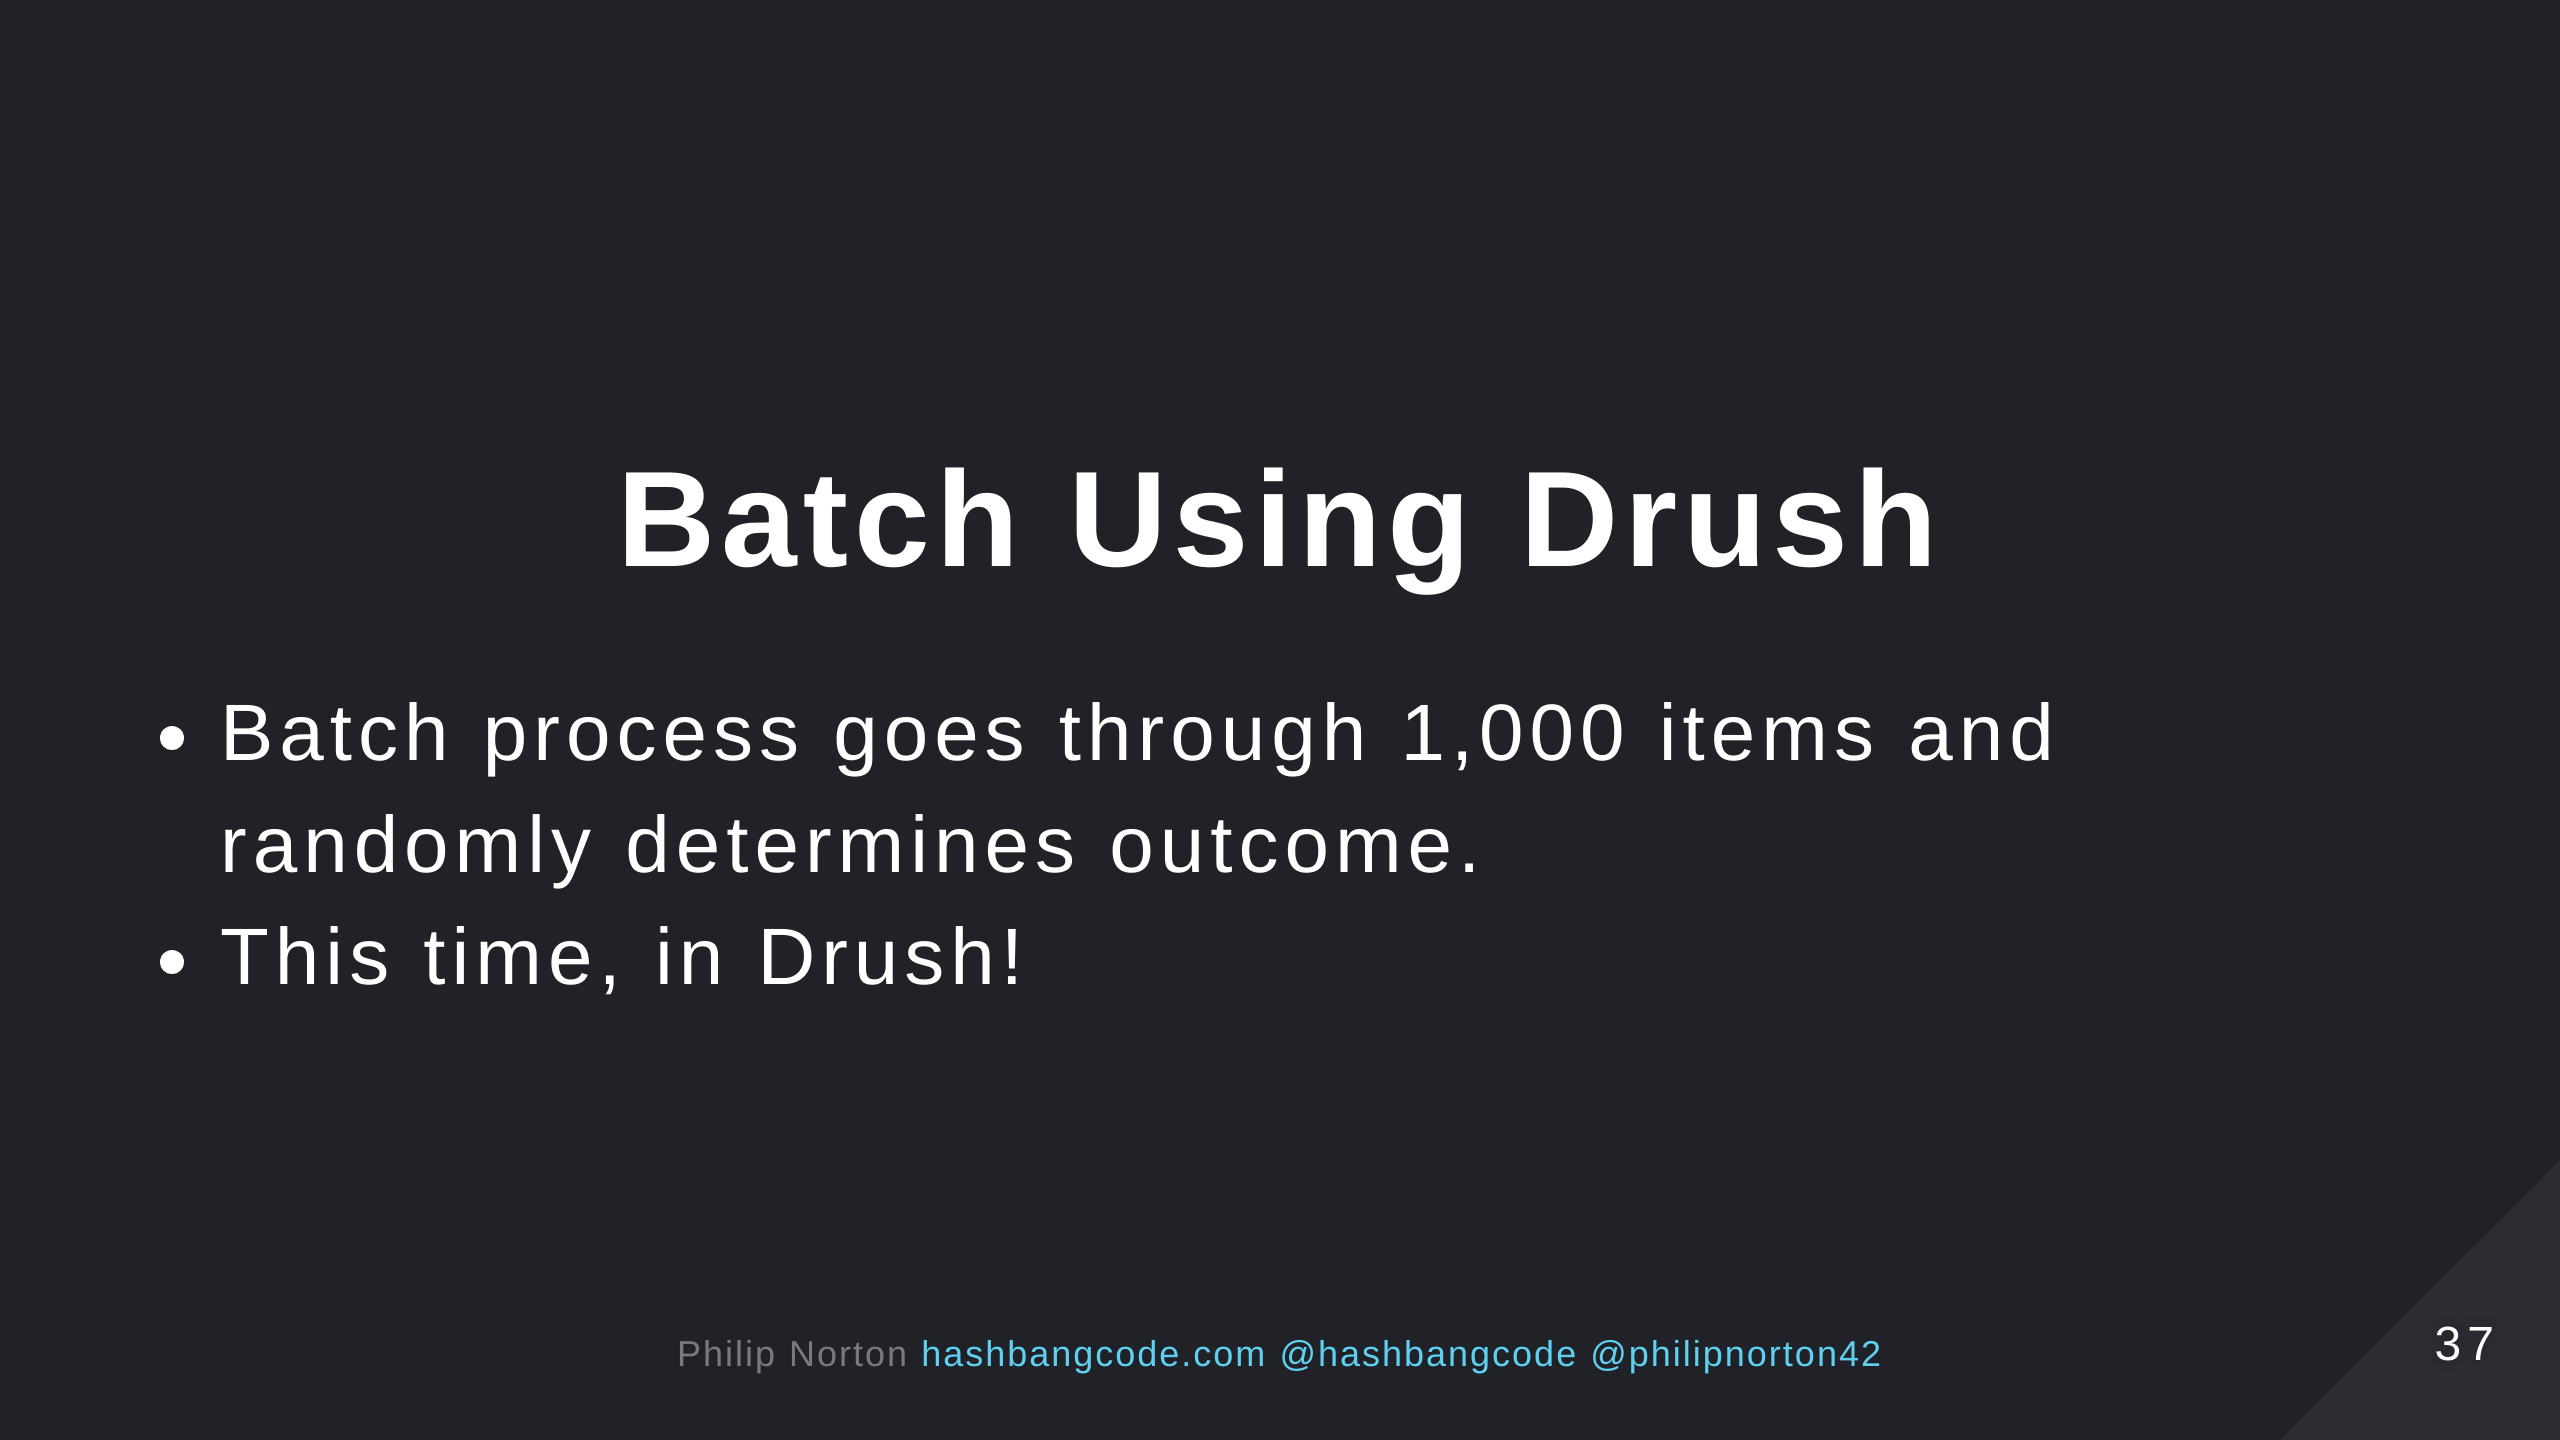 Batch Using Drush
• Batch process goes through 1,000 items and
randomly determines outcome.
• This time, in Drush!
Philip Norton hashbangcode.com @hashbangcode @philipnorton42
37